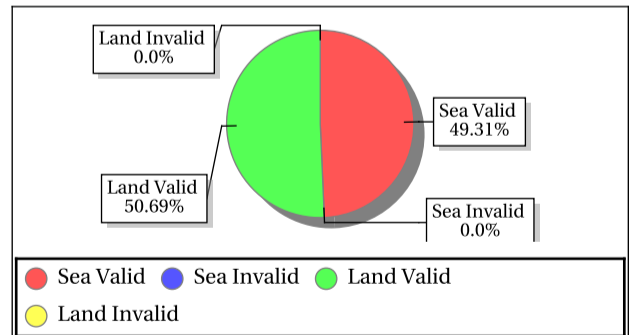 Land Invalid
0.0%
Sea Valid
49.31%
Land Valid
50.69%
Sea Invalid
0.0%
Sea Valid Sea Invalid Land Valid
Land Invalid